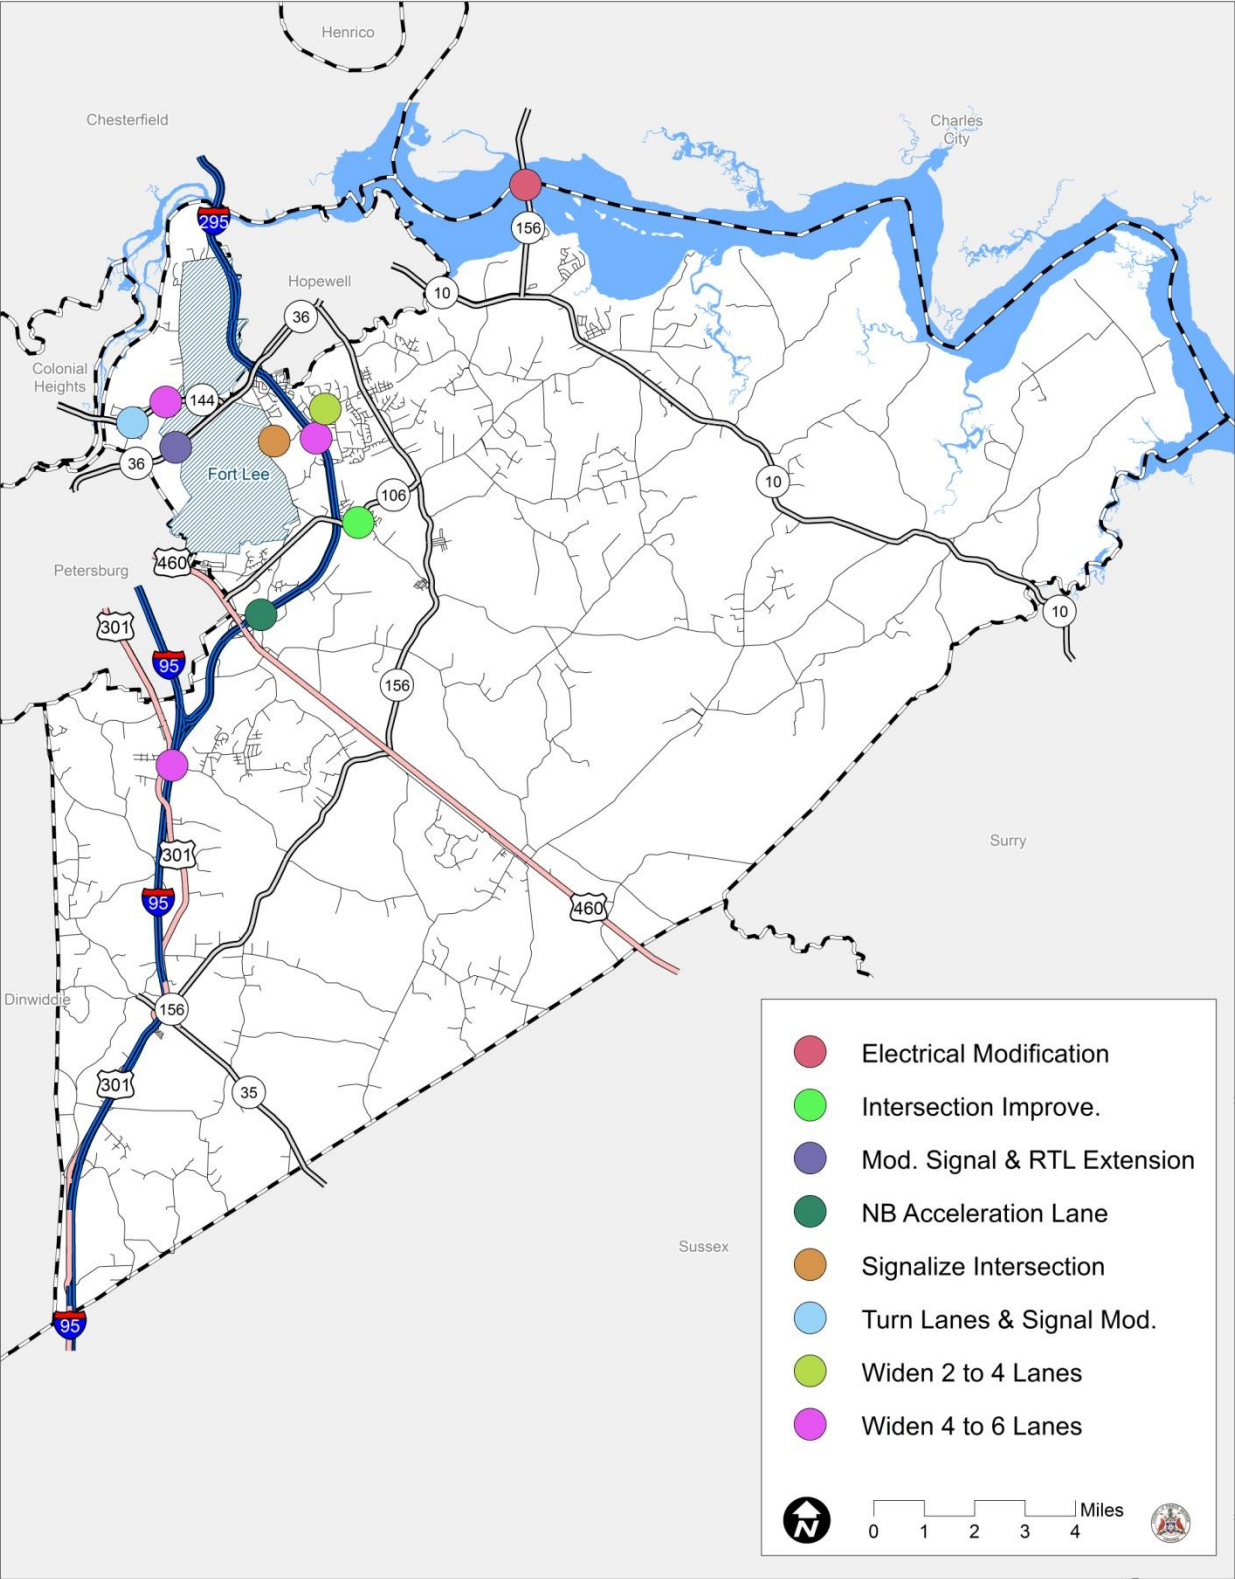 Henrico
Chesterfield
Charles
City
295
156
Hopewell
10
36
Colonial
Heights
144
36
Fort Lee
10
106
460
Petersburg
301
10
95
156
Surry
301
95
460
Dinwiddie
156
301
35
Sussex
95
Electrical Modification
Intersection Improve.
Mod. Signal & RTL Extension
NB Acceleration Lane
Signalize Intersection
Turn Lanes & Signal Mod.
Widen 2 to 4 Lanes
Widen 4 to 6 Lanes
N
Miles
0 1 2 3 4